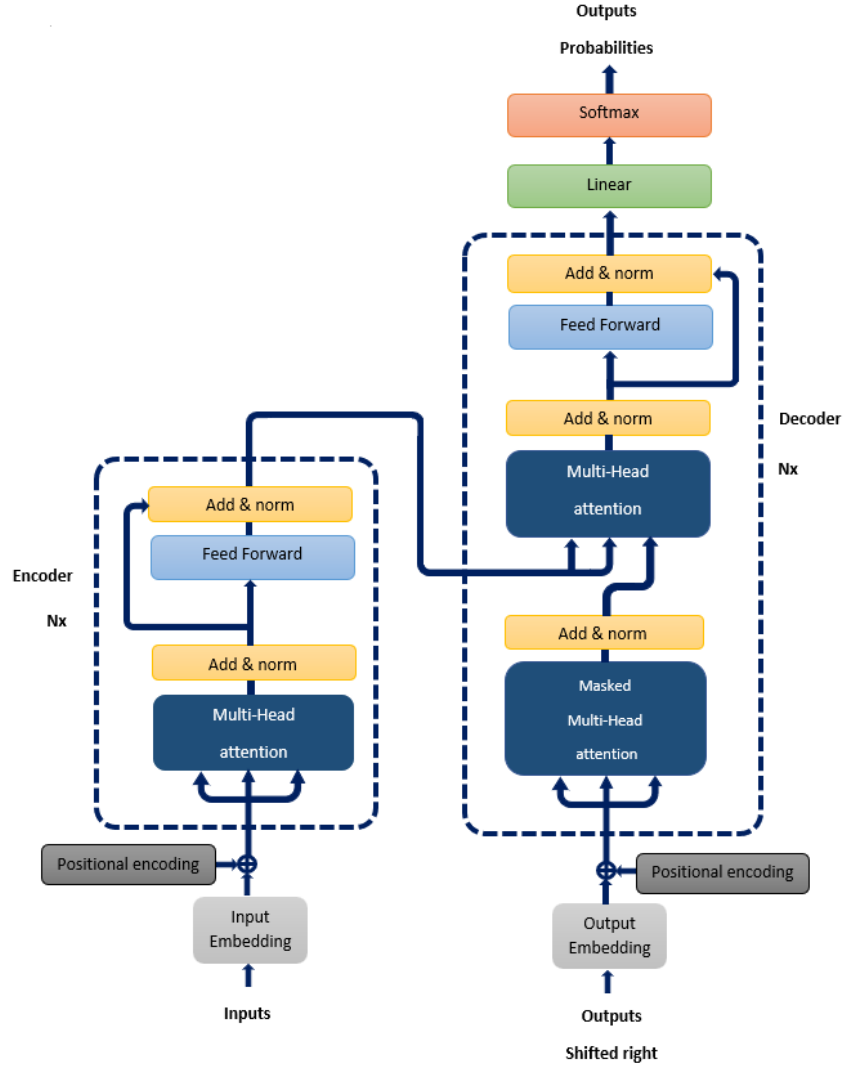 Outputs
Probabilities
Softmax
Linear
Add & norm
Feed Forward
Add & norm
Multi-Head
attention
Decoder
Nx
Add & norm
Masked
Multi-Head
attention
Positional encoding
Output
Embedding
Outputs
Shifted right
Add & norm
Feed Forward
Encoder
Nx
Add & norm
Multi-Head
attention
Positional encoding
Input
Embedding
Inputs